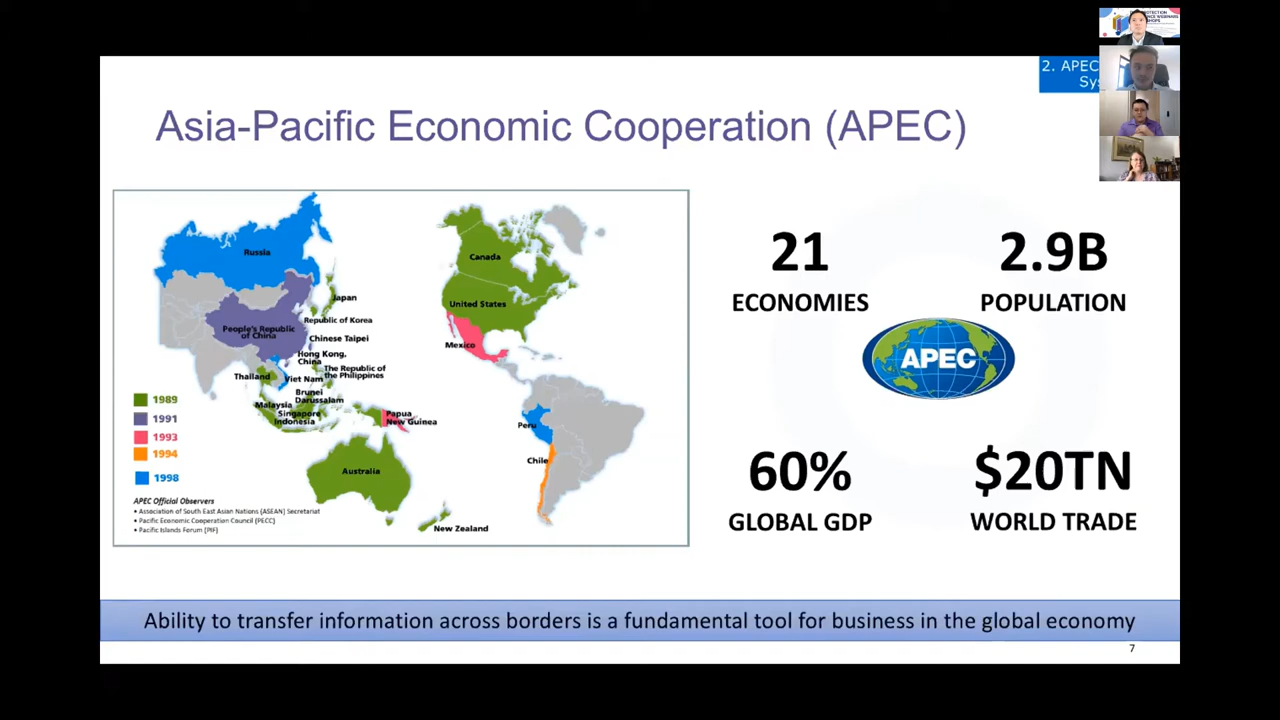 PROTECTION
WEBINARS
2. APEC
Asia-Pacific Economic Cooperation (APEC)
Russia
Japan
Republic of Korea
People's Republic
of China
Chinese Taipei
Hong Kong,
China
The Republic of
the Philippines
Thailand
Viet Nam
Brunei
Darussalam
Malaysia
Singapore
Indonesia
Papua
New Guinea
Australia
New Zealand
Canada
United States
Mexico
Peru
Chile
1989
1991
1993
1994
1998
APEC Official Observers
• Association of South East Asian Nations (ASEAN) Secretariat
• Pacific Economic Cooperation Council (PECC)
• Pacific Islands Forum (PIF)
21
ECONOMIES
2.9B
POPULATION
APEC
60%
GLOBAL GDP
$20TN
WORLD TRADE
Ability to transfer information across borders is a fundamental tool for business in the global economy
7